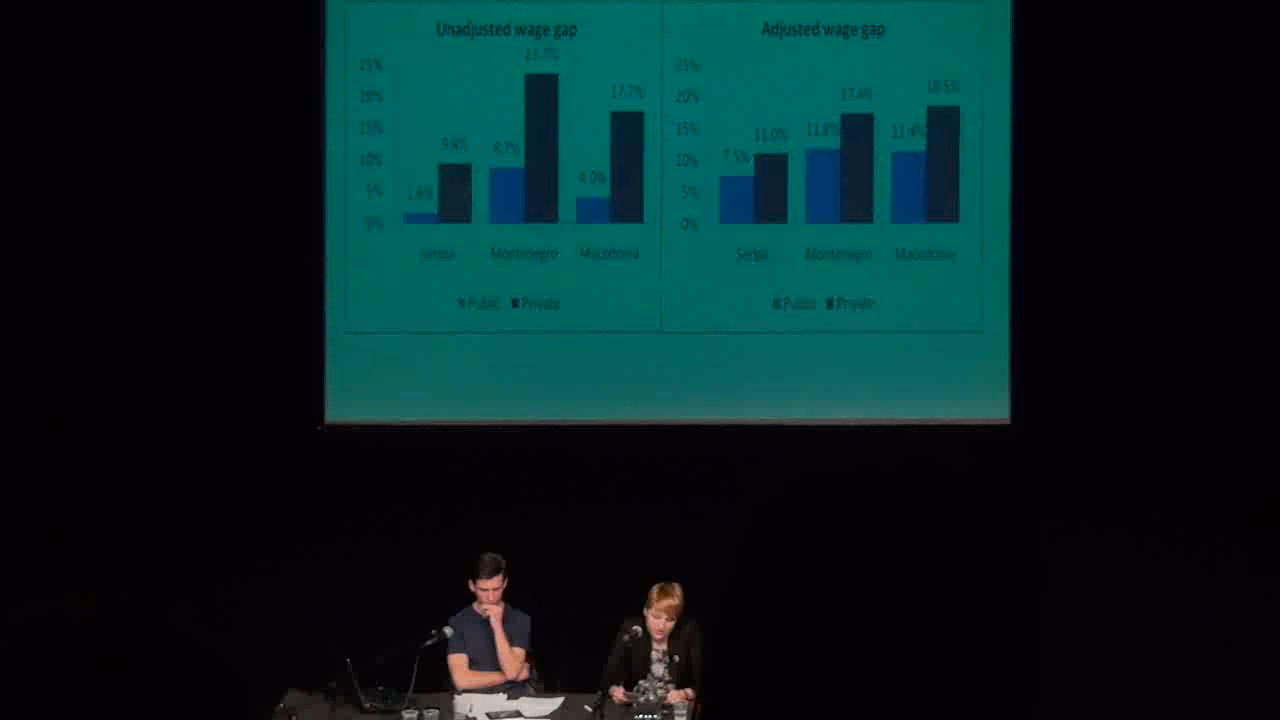 Unadjusted wage gap
25%
20%
15%
10%
5%
0%
9.4%
8.7%
23.7%
4.0%
17.7%
Serbia
Montenegro
Macedonia
Public
Private
Adjusted wage gap
25%
20%
15%
10%
5%
0%
7.5%
11.0%
11.8%
17.4%
11.4%
18.5%
Serbia
Montenegro
Macedonia
Public
Private